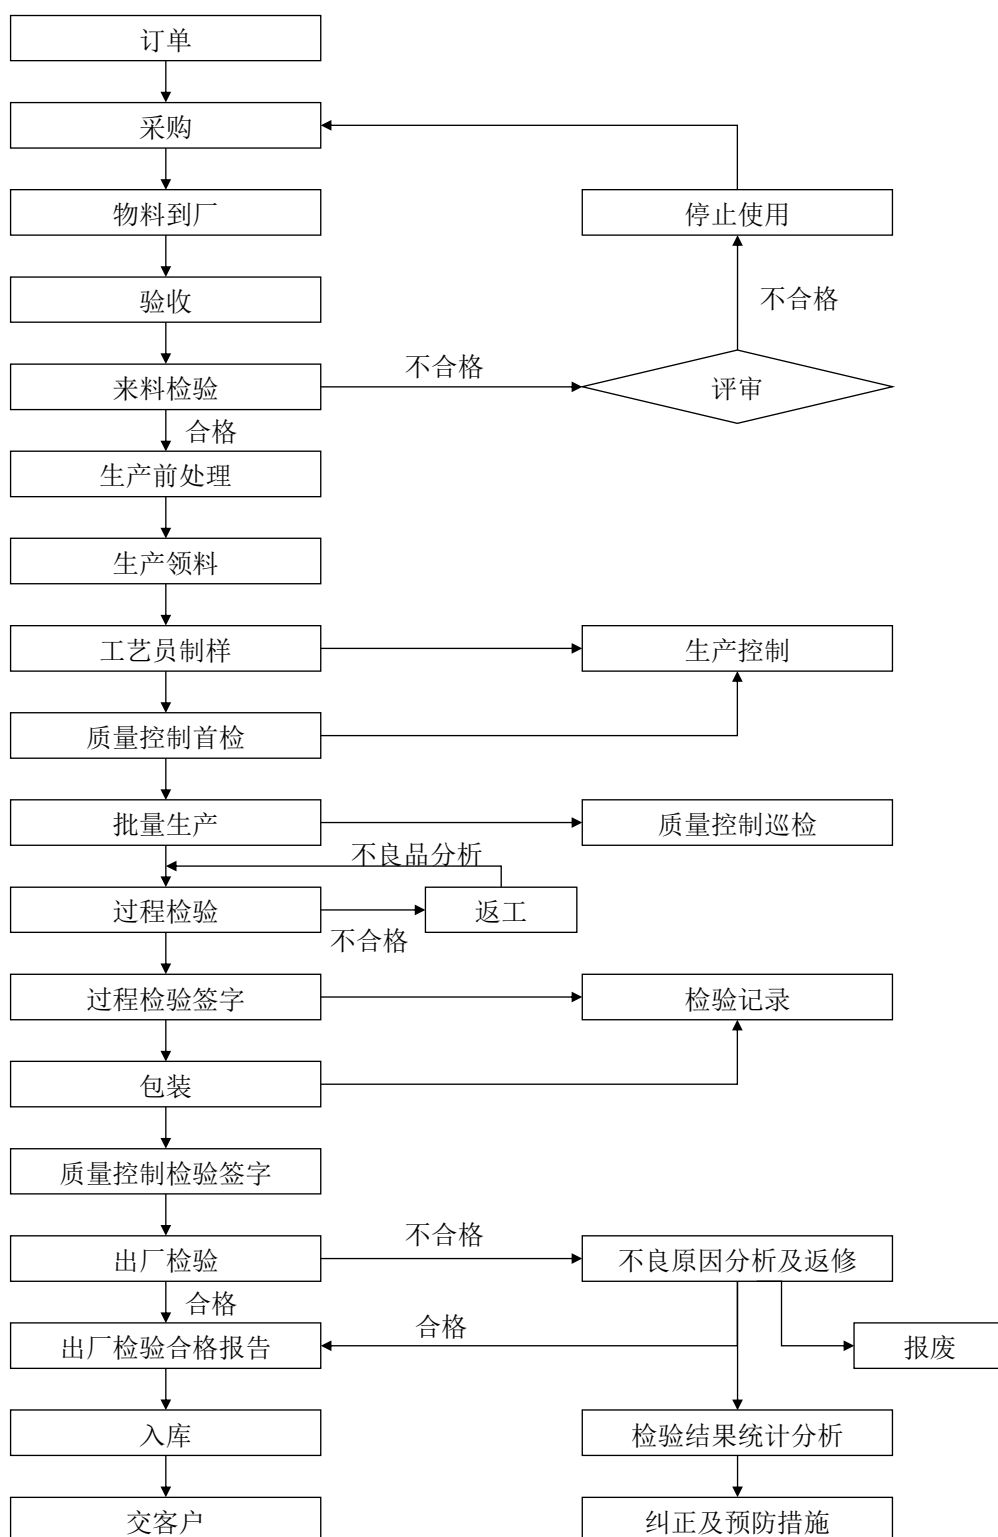 订单
采购
物料到厂
停止使用
验收
不合格
不合格
来料检验
评审
合格
生产前处理
生产领料
工艺员制样
生产控制
质量控制首检
批量生产
质量控制巡检
不良品分析
过程检验
返工
不合格
过程检验签字
检验记录
包装
质量控制检验签字
不合格
出厂检验
不良原因分析及返修
合格
合格
出厂检验合格报告
报废
入库
检验结果统计分析
交客户
纠正及预防措施